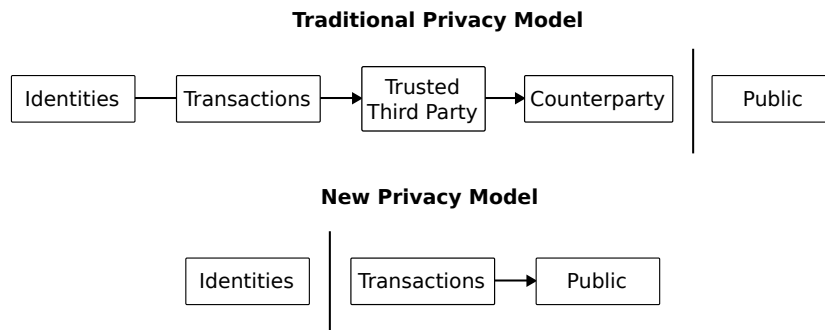 Traditional Privacy Model
Identities
Transactions
Trusted
Third Party
Counterparty
Public
New Privacy Model
Identities
Transactions
Public